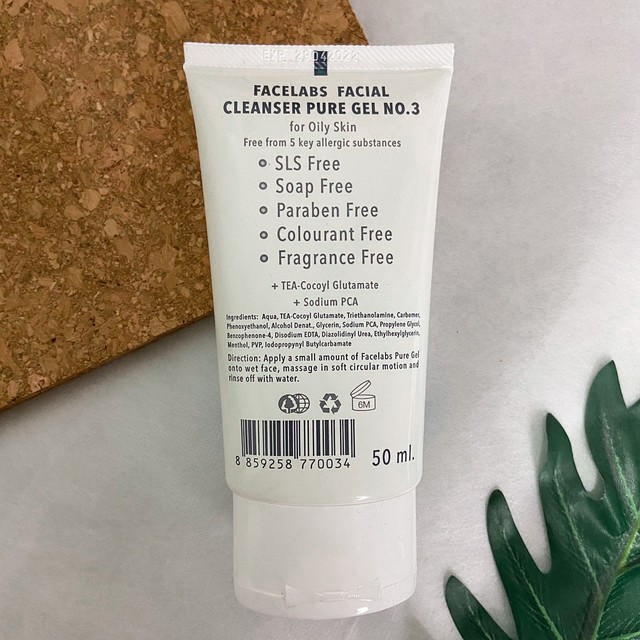 FACELABS FACIAL
CLEANSER PURE GEL NO.3
for Oily Skin
Free from 5 key allergic substances
SLS Free
Soap Free
Paraben Free
Colourant Free
Fragrance Free
+ TEA-Cocoyl Glutamate
+ Sodium PCA
Ingredients: Aqua, TEA-Cocoyl Glutamate, Triethanolamine, Carbomer,
Phenoxyethanol, Alcohol Denat., Glycerin, Sodium PCA, Propylene Glycol,
Benzophenone-4, Disodium EDTA, Diazolidinyl Urea, Ethylhexylglycerin,
Menthol, PVP, Iodopropynyl Butylcarbamate
Direction: Apply a small amount of Facelabs Pure Gel
onto wet face, massage in soft circular motion and
rinse off with water.
6M
8 859258 770034
50 ml.